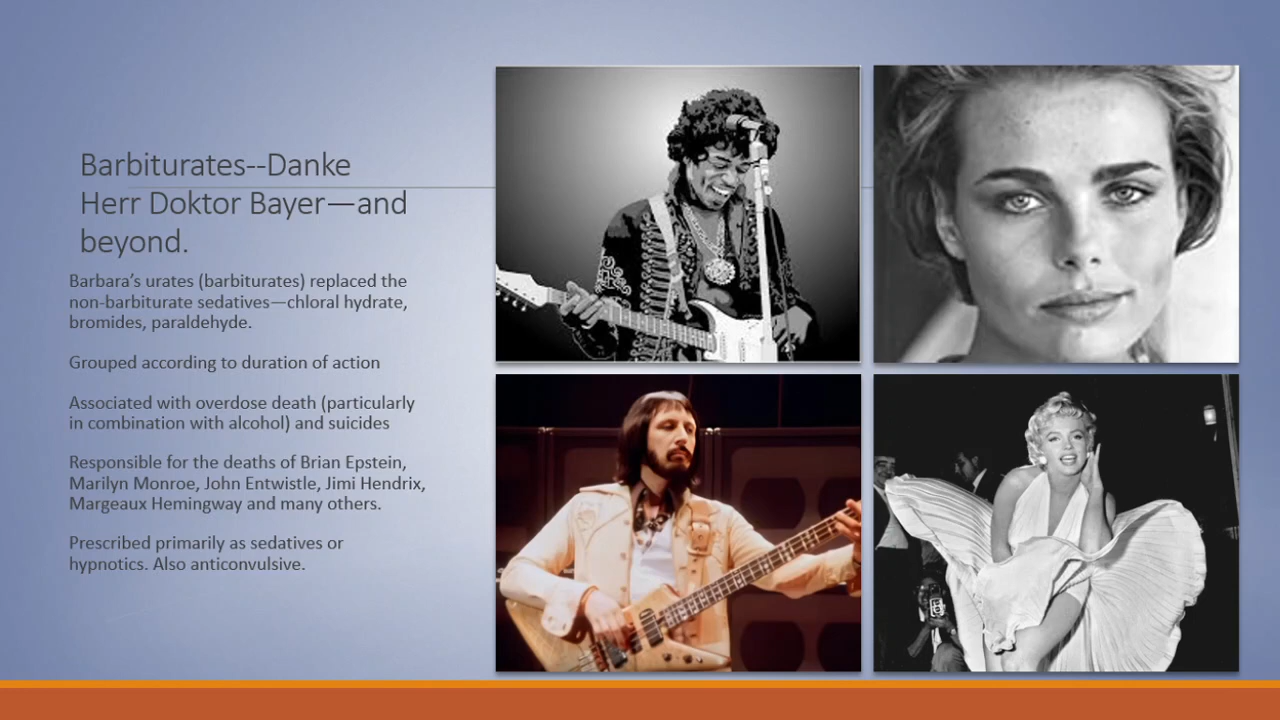 Barbiturates--Danke
Herr Doktor Bayer—and
beyond.
Barbara’s urates (barbiturates) replaced the
non-barbiturate sedatives—chloral hydrate,
bromides, paraldehyde.
Grouped according to duration of action
Associated with overdose death (particularly
in combination with alcohol) and suicides
Responsible for the deaths of Brian Epstein,
Marilyn Monroe, John Entwistle, Jimi Hendrix,
Margeaux Hemingway and many others.
Prescribed primarily as sedatives or
hypnotics. Also anticonvulsive.